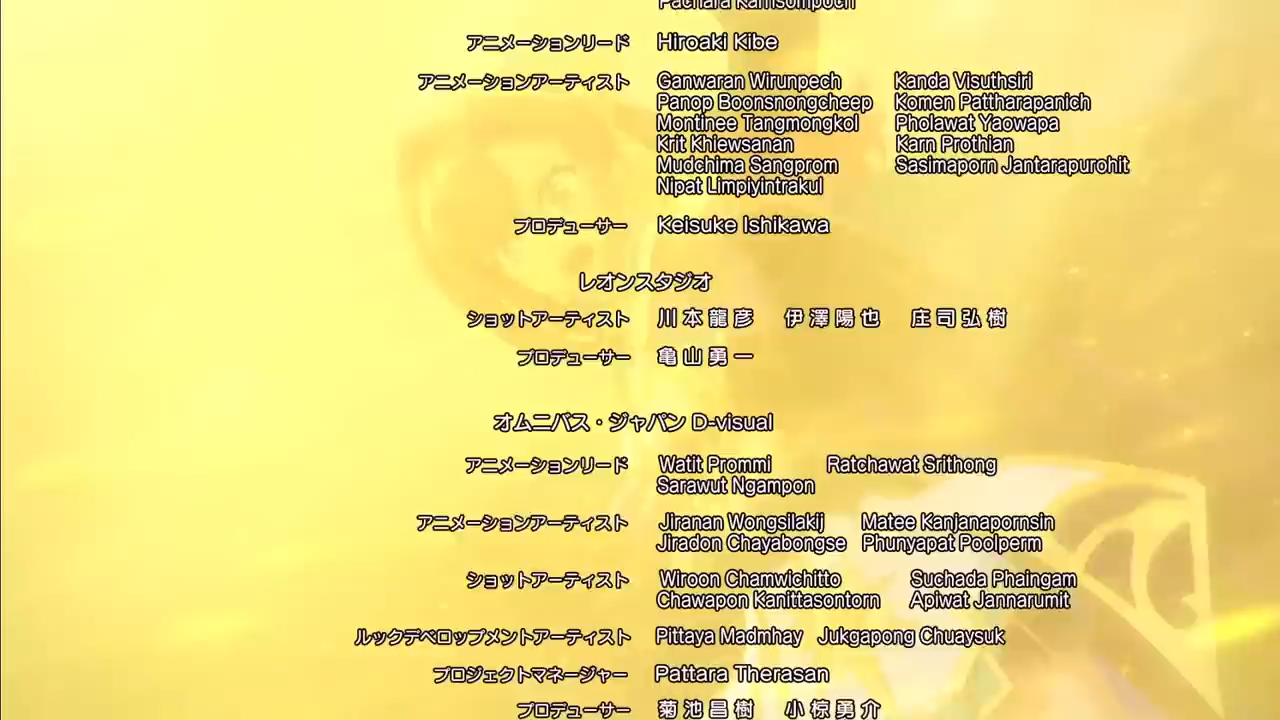 Pachara Kamsompoch
アニメーションリード Hiroaki Kibe
アニメーションアーティスト Ganwaran Wirunpech Kanda Visuthsiri
Panop Boonsnongcheep Komen Pattharapanich
Montinee Tangmongkol Pholawat Yaowapa
Krit Khiewsanan Karn Prothian
Mudchima Sangprom Sasimaporn Jantarapurohit
Nipat Limpiyintrakul
プロデューサー Keisuke Ishikawa
レオンスタジオ
ショットアーティスト 川本龍彦 伊澤陽也 庄司弘樹
プロデューサー 亀山勇一
オムニバス・ジャパン D-visual
アニメーションリード Watit Prommi Ratchawat Srithong
Sarawut Ngampon
アニメーションアーティスト Jiranan Wongsilakij Matee Kanjanapornsin
Jiradon Chayabongse Phunyapat Poolperm
ショットアーティスト Wiroon Chamwichitto Suchada Phaingam
Chawapon Kanittasontorn Apiwat Jannarumit
ルックデベロップメントアーティスト Pittaya Madmhay Jukgapong Chuaysuk
プロジェクトマネージャー Pattara Therasan
プロデューサー 菊池昌樹 小椋勇介